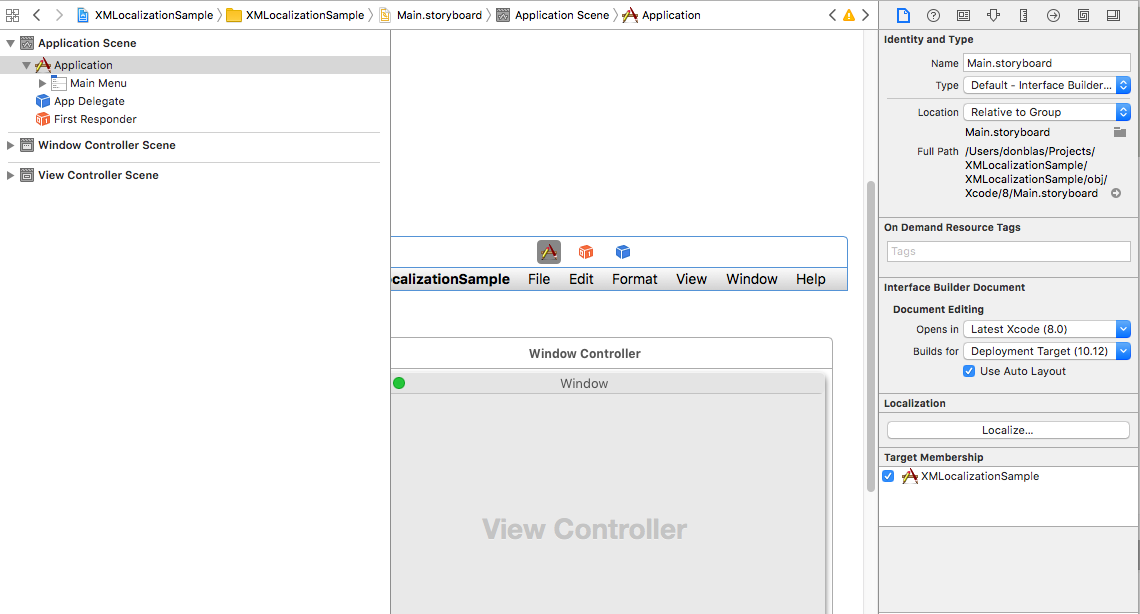 XMLocalizationSample
XMLocalizationSample
Main.storyboard
Application Scene
Application
Application Scene
Application
Main Menu
App Delegate
First Responder
Window Controller Scene
View Controller Scene
calizationSample File Edit Format View Window Help
Window Controller
Window
View Controller
Identity and Type
Name Main.storyboard
Type Default - Interface Builder...
Location Relative to Group
Main.storyboard
Full Path /Users/donblas/Projects/
XMLocalizationSample/
XMLocalizationSample/obj/
Xcode/8/Main.storyboard
On Demand Resource Tags
Tags
Interface Builder Document
Document Editing
Opens in Latest Xcode (8.0)
Builds for Deployment Target (10.12)
Use Auto Layout
Localization
Localize...
Target Membership
XMLocalizationSample